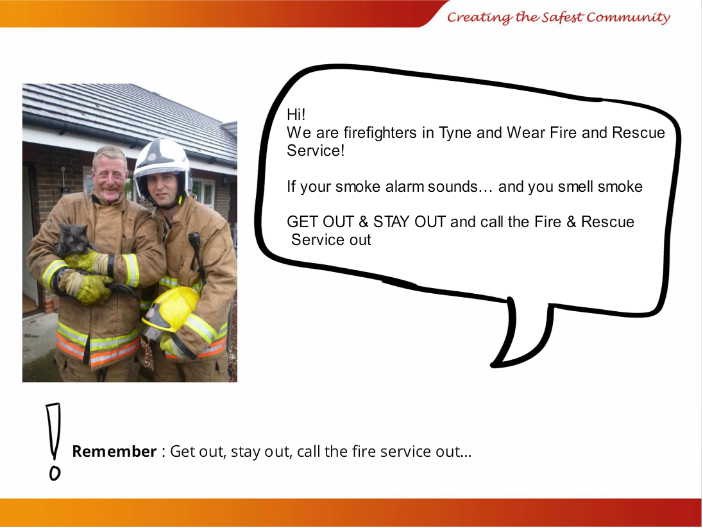 Creating the Safest Community
Hi!
We are firefighters in Tyne and Wear Fire and Rescue
Service!
If your smoke alarm sounds… and you smell smoke
GET OUT & STAY OUT and call the Fire & Rescue
Service out
Remember : Get out, stay out, call the fire service out…